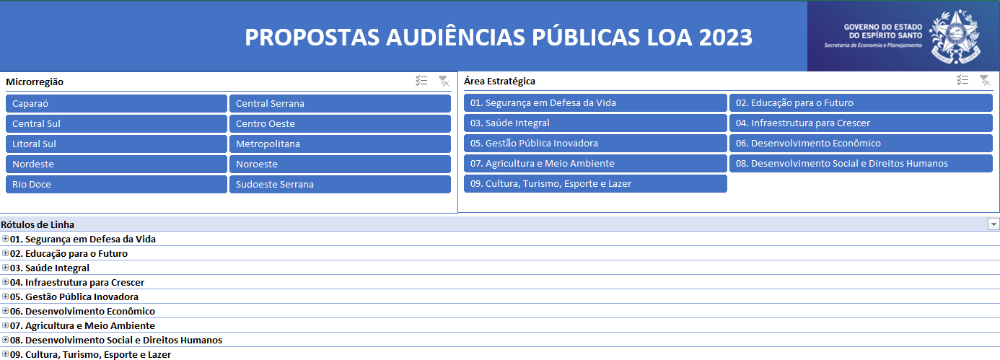 PROPOSTAS AUDIÊNCIAS PÚBLICAS LOA 2023
GOVERNO DO ESTADO
DO ESPÍRITO SANTO
Secretaria de Economia e Planejamento
Microrregião
Caparaó
Central Serrana
Central Sul
Centro Oeste
Litoral Sul
Metropolitana
Nordeste
Noroeste
Rio Doce
Sudoeste Serrana
Área Estratégica
01. Segurança em Defesa da Vida
02. Educação para o Futuro
03. Saúde Integral
04. Infraestrutura para Crescer
05. Gestão Pública Inovadora
06. Desenvolvimento Econômico
07. Agricultura e Meio Ambiente
08. Desenvolvimento Social e Direitos Humanos
09. Cultura, Turismo, Esporte e Lazer
Rótulos de Linha
01. Segurança em Defesa da Vida
02. Educação para o Futuro
03. Saúde Integral
04. Infraestrutura para Crescer
05. Gestão Pública Inovadora
06. Desenvolvimento Econômico
07. Agricultura e Meio Ambiente
08. Desenvolvimento Social e Direitos Humanos
09. Cultura, Turismo, Esporte e Lazer